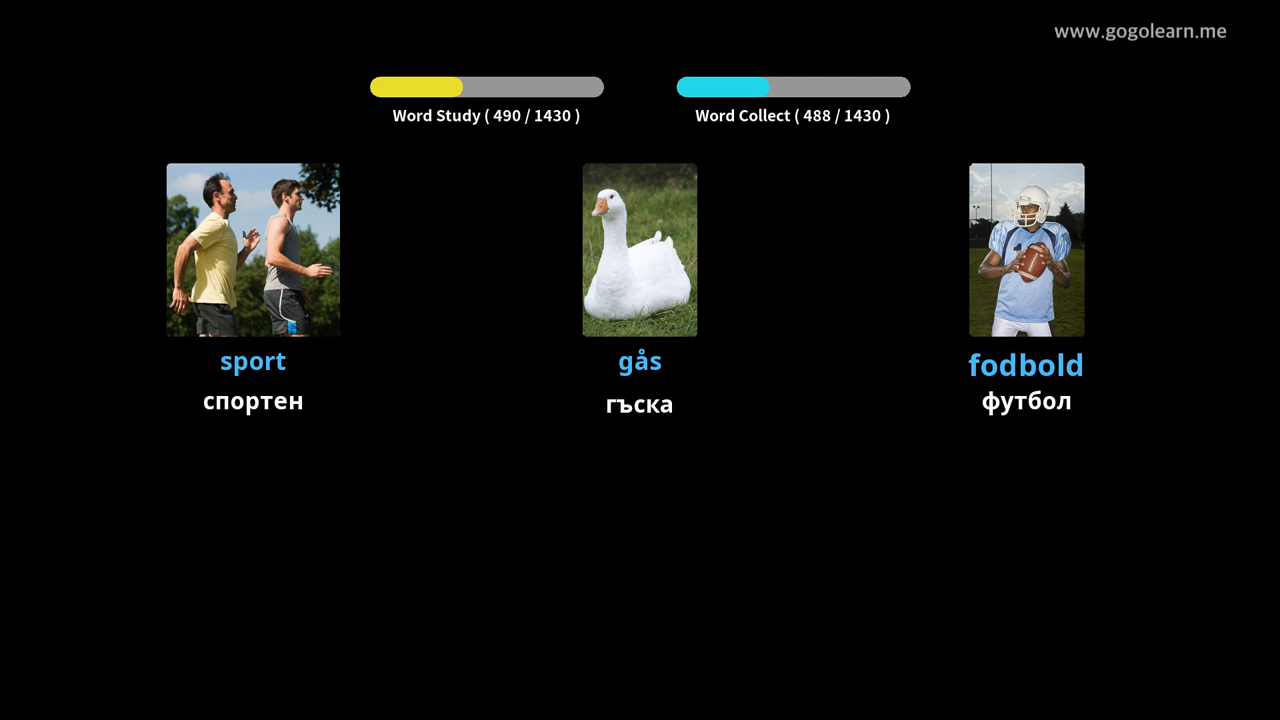 www.gogolearn.me
Word Study ( 490 / 1430 )
Word Collect ( 488 / 1430 )
sport
gås
fodbold
спортен
гъска
футбол